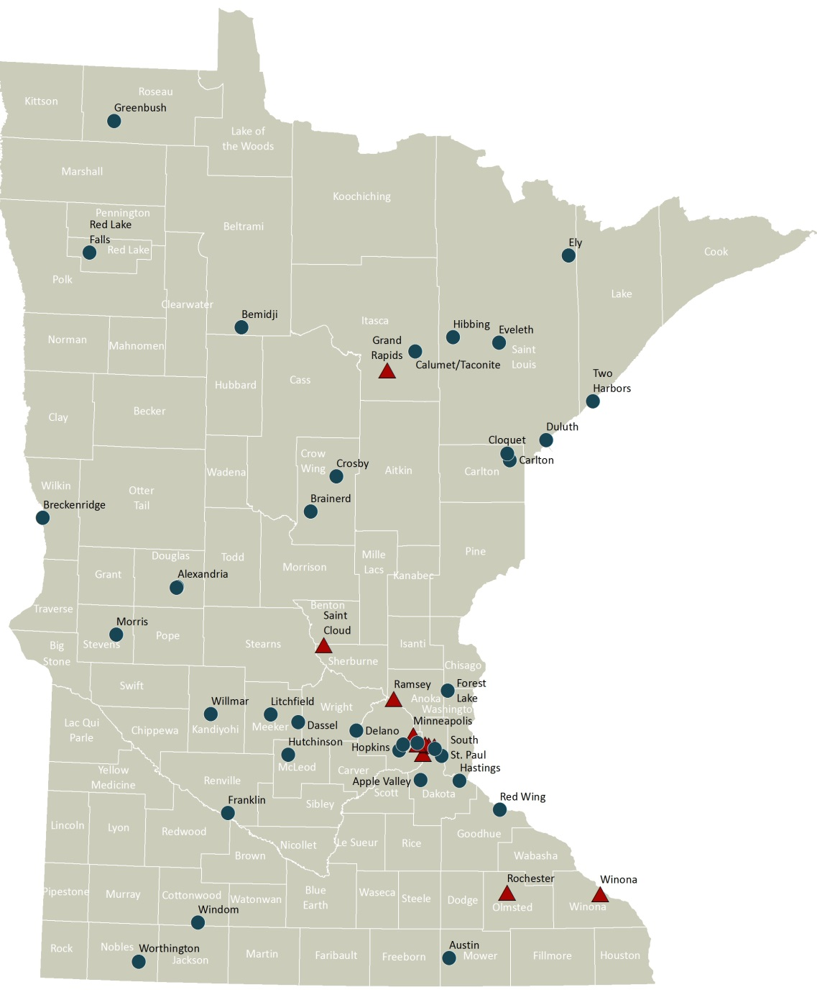 Roseau
Kittson
Greenbush
Lake of
the Woods
Marshall
Koochiching
Pennington
Red Lake
Falls
Red Lake
Beltrami
Ely
Cook
Polk
Lake
Clearwater
Bemidji
Itasca
Hibbing
Eveleth
Norman
Mahnomen
Grand
Rapids
Calumet/Taconite
Saint
Louis
Hubbard
Cass
Two
Harbors
Clay
Becker
Duluth
Cloquet
Carlton
Carlton
Crow
Wing
Crosby
Aitkin
Wadena
Wilkin
Otter
Tail
Breckenridge
Brainerd
Pine
Douglas
Todd
Mille
Lacs
Morrison
Grant
Alexandria
Kanabec
Traverse
Benton
Saint
Cloud
Morris
Stevens
Pope
Stearns
Isanti
Big
Stone
Sherburne
Chisago
Swift
Ramsey
Forest
Lake
Anoka
Washingto
Willmar
Litchfield
Wright
Kandiyohi
Meeker
Dassel
Lac Qui
Parle
Chippewa
Delano
Minneapolis
Hutchinson
Hopkins
South
St. Paul
McLeod
Carver
Hastings
Yellow
Medicine
Renville
Apple Valley
Scott
Dakota
Franklin
Sibley
Red Wing
Lincoln
Lyon
Redwood
Nicollet
Le Sueur
Rice
Goodhue
Brown
Wabasha
Pipestone
Murray
Cottonwood
Watonwan
Blue
Earth
Waseca
Steele
Dodge
Rochester
Olmsted
Winona
Winona
Windom
Rock
Nobles
Worthington
Jackson
Martin
Faribault
Freeborn
Austin
Mower
Fillmore
Houston